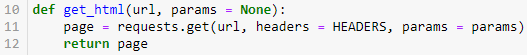 10 def get_html(url, params = None):
11     page = requests.get(url, headers = HEADERS, params = params)
12     return page